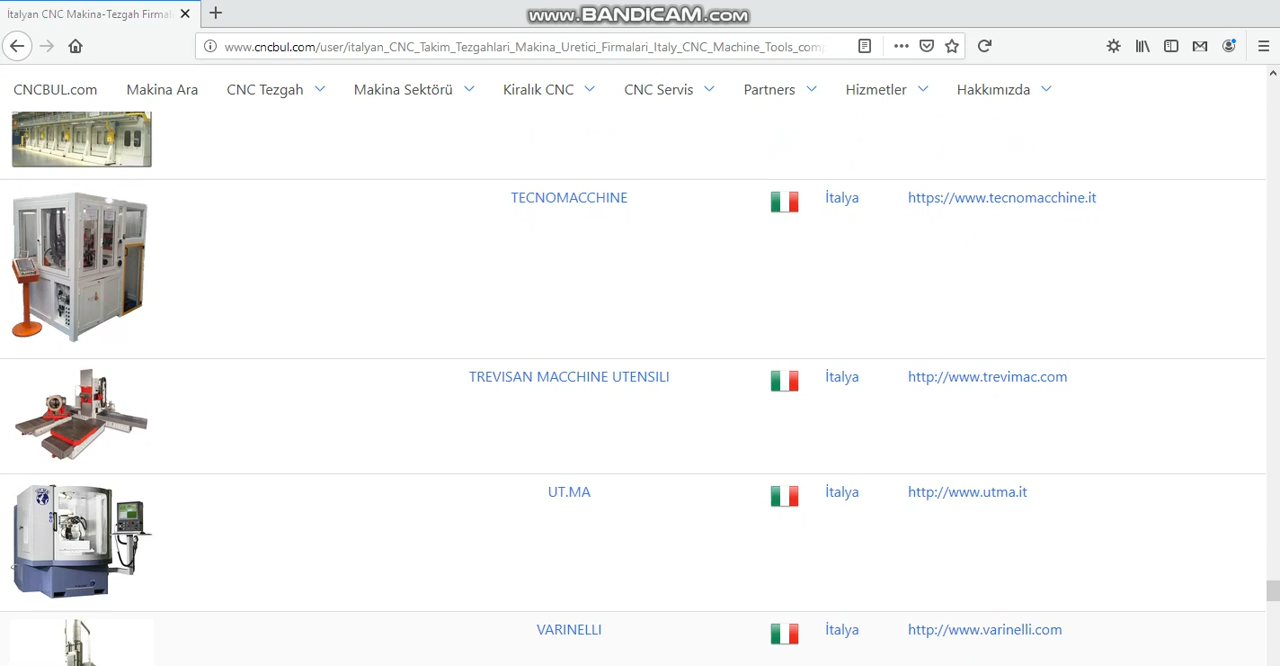 www.BANDICAM.com
İtalyan CNC Makina-Tezgah Firmal
www.cncbul.com/user/italyan_CNC_Takim_Tezgahlari_Makina_Uretici_Firmalari_Italy_CNC_Machine_Tools_comp
CNCBUL.com Makina Ara CNC Tezgah Makina Sektörü Kiralık CNC CNC Servis Partners Hizmetler Hakkımızda
TECNOMACCHINE İtalya https://www.tecnomacchine.it
TREVISAN MACCHINE UTENSILI İtalya http://www.trevimac.com
UT.MA İtalya http://www.utma.it
VARINELLI İtalya http://www.varinelli.com